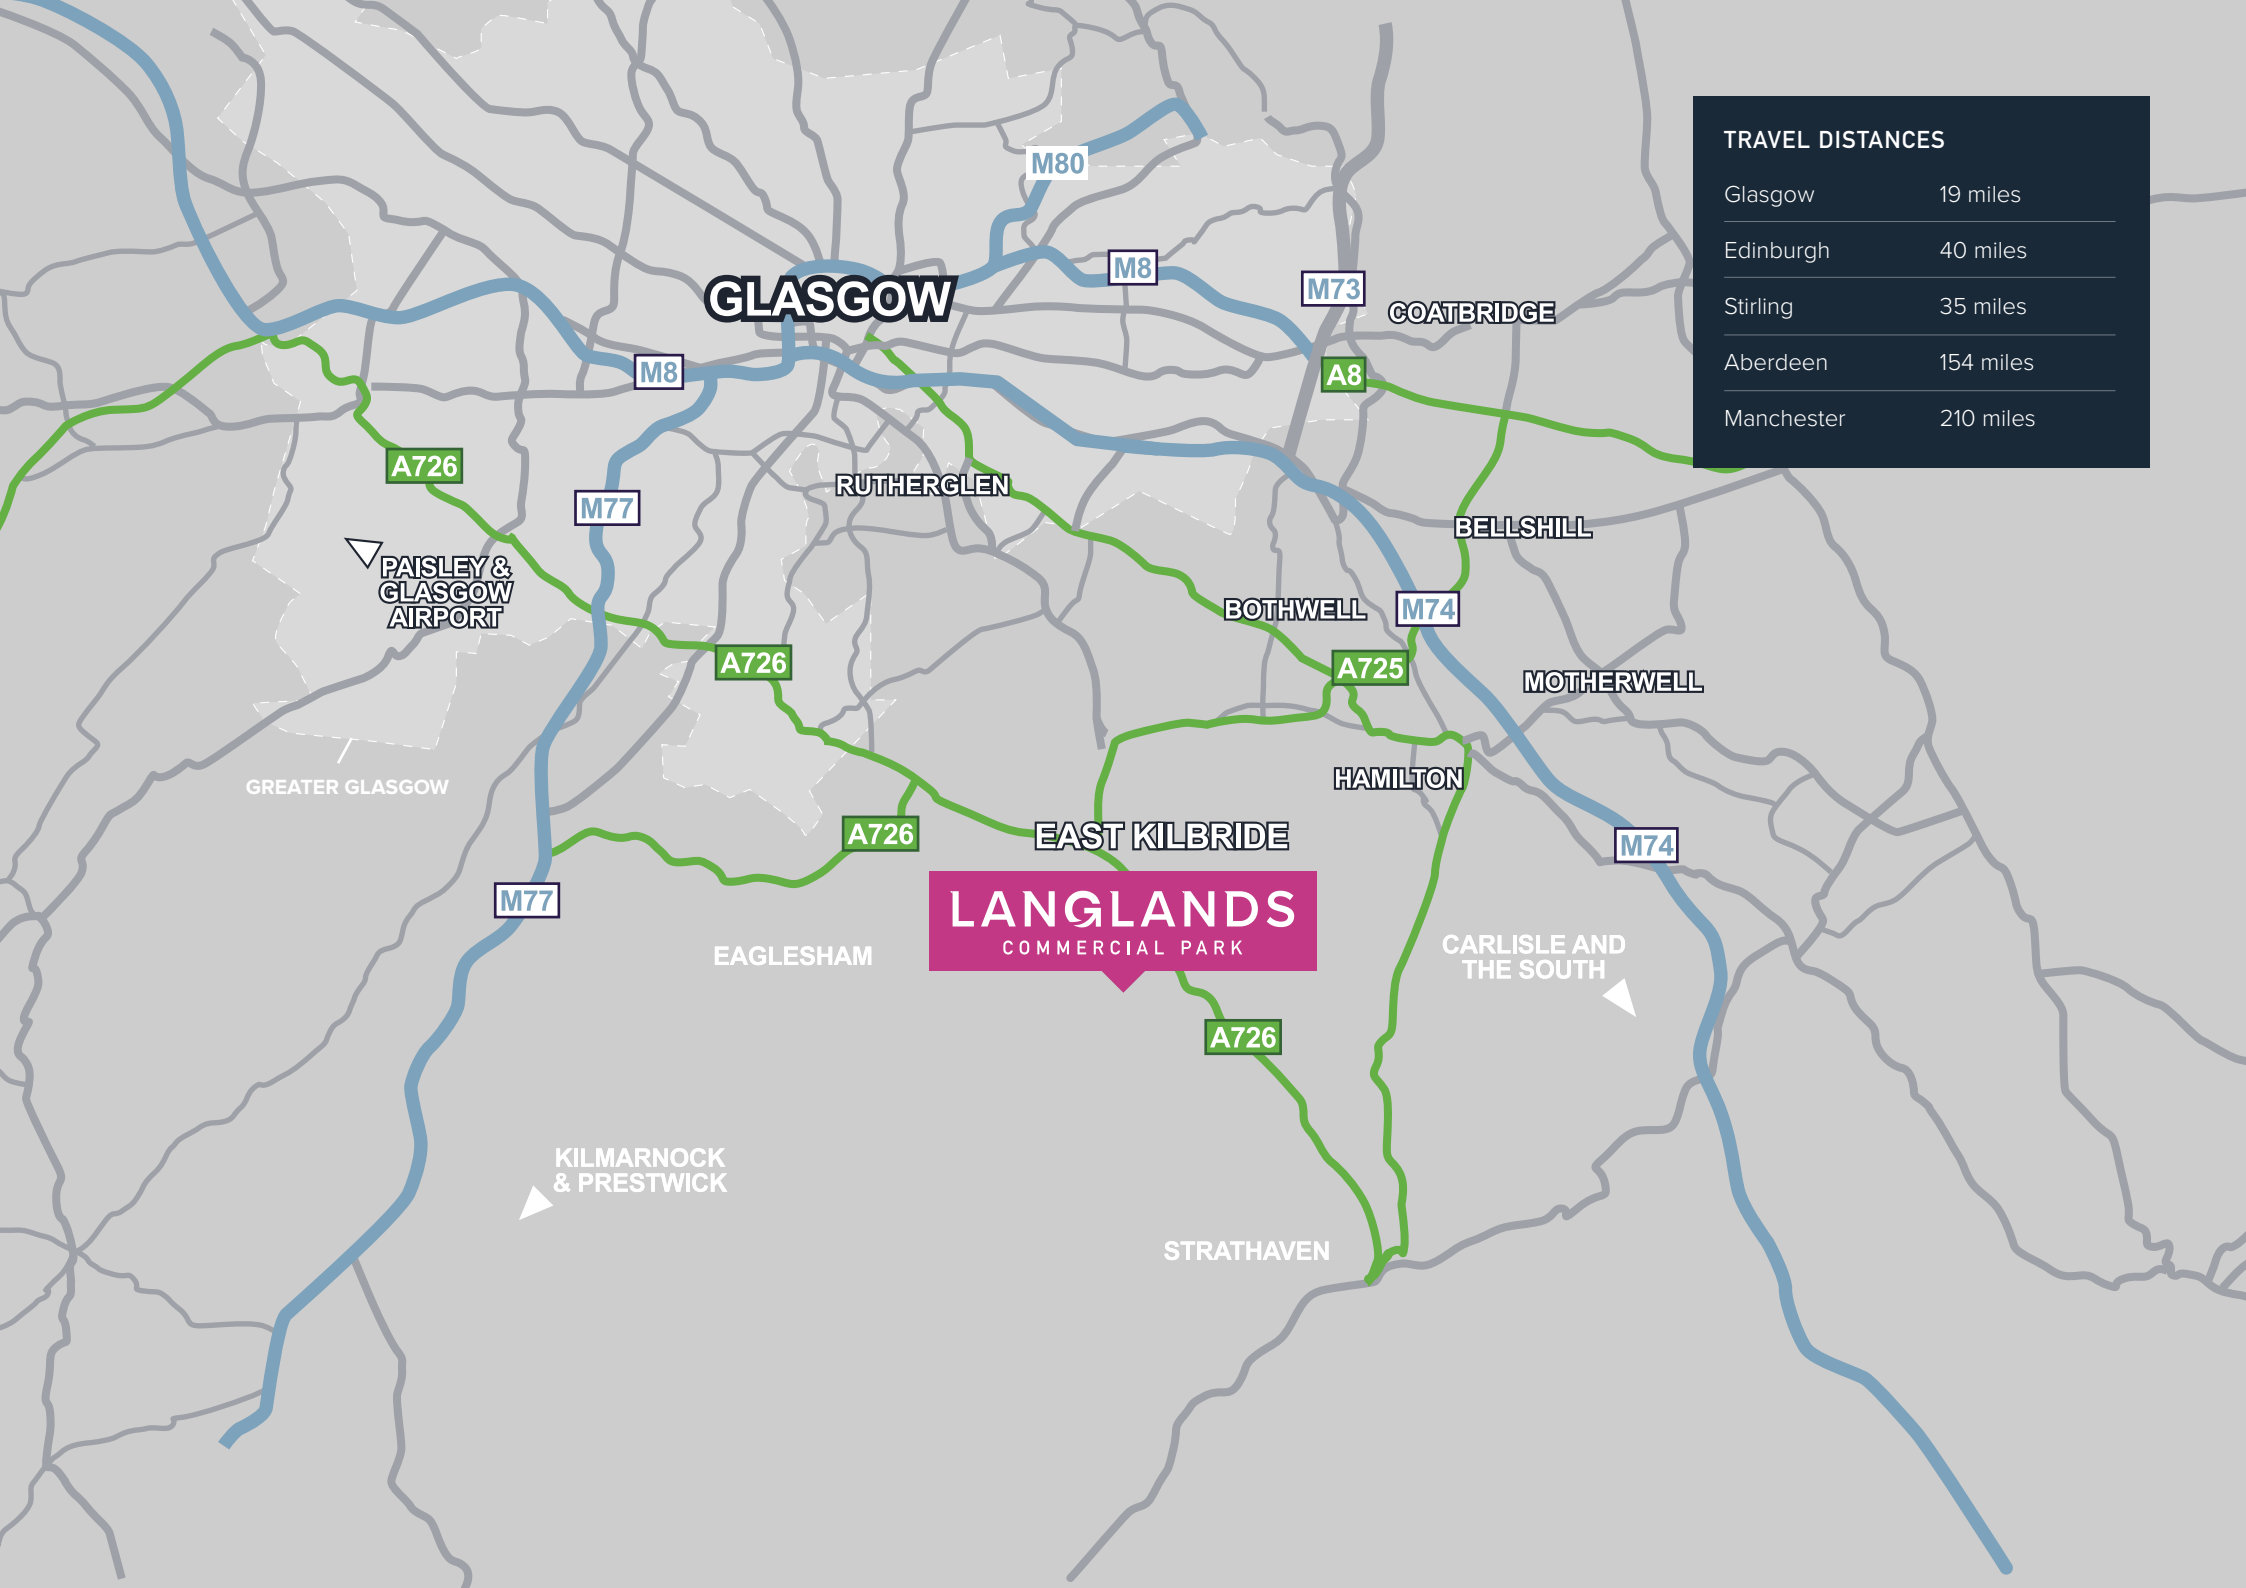 TRAVEL DISTANCES
Glasgow 19 miles
Edinburgh 40 miles
Stirling 35 miles
Aberdeen 154 miles
Manchester 210 miles
M80
M8
M73
GLASGOW
COATBRIDGE
M8
A8
A726
RUTHERGLEN
M77
BELLSHILL
PAISLEY &
GLASGOW
AIRPORT
BOTHWELL
M74
A726
A725
MOTHERWELL
GREATER GLASGOW
HAMILTON
A726
EAST KILBRIDE
M74
M77
LANGLANDS
COMMERCIAL PARK
EAGLESHAM
CARLISLE AND
THE SOUTH
A726
KILMARNOCK
& PRESTWICK
STRATHAVEN